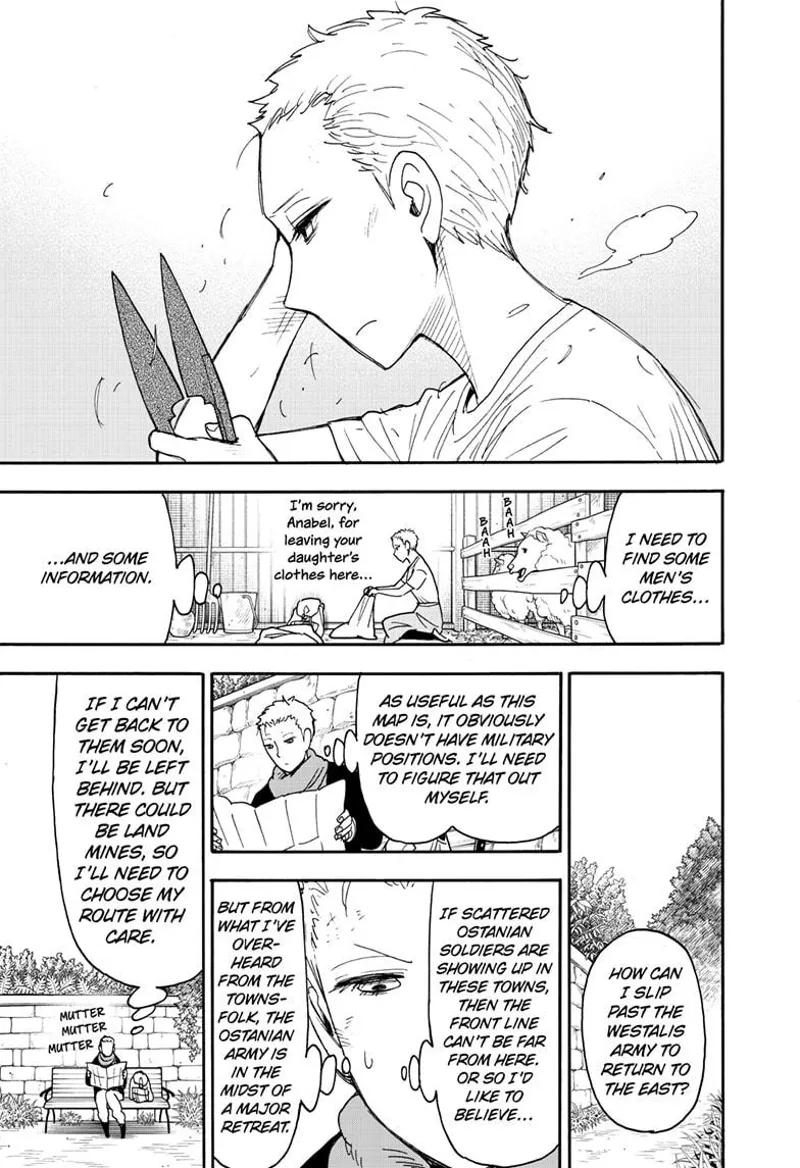 BAAH
BAAH
I NEED TO
FIND SOME
MEN'S
CLOTHES...
I'm sorry,
Anabel, for
leaving your
daughter's
clothes here...
...AND SOME
INFORMATION.
HOW CAN
I SLIP
PAST THE
WESTALIS
ARMY TO
RETURN TO
THE EAST?
AS USEFUL AS THIS
MAP IS, IT OBVIOUSLY
DOESN'T HAVE MILITARY
POSITIONS. I'LL NEED
TO FIGURE THAT OUT
MYSELF.
IF SCATTERED
OSTANIAN
SOLDIERS ARE
SHOWING UP IN
THESE TOWNS,
THEN THE
FRONT LINE
CAN'T BE FAR
FROM HERE.
OR SO I'D
LIKE TO
BELIEVE...
BUT FROM
WHAT I'VE
OVER-
HEARD
FROM THE
TOWNS-
FOLK, THE
OSTANIAN
ARMY IS
IN THE
MIDST OF
A MAJOR
RETREAT.
IF I CAN'T
GET BACK TO
THEM SOON,
I'LL BE LEFT
BEHIND. BUT
THERE COULD
BE LAND
MINES, SO
I'LL NEED TO
CHOOSE MY
ROUTE WITH
CARE.
MUTTER
MUTTER
MUTTER